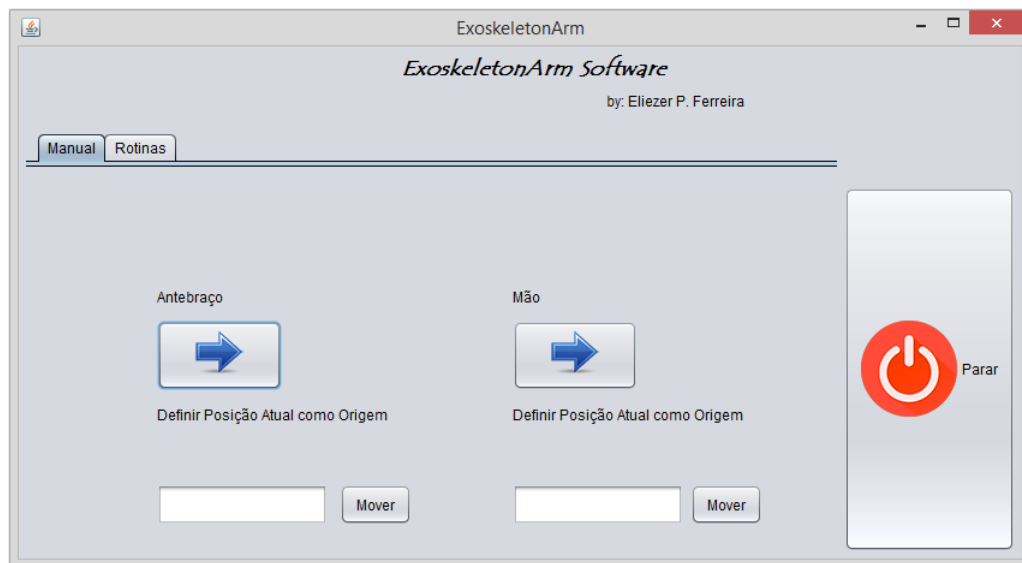 ExoskeletonArm
ExoskeletonArm Software
by: Eliezer P. Ferreira
Manual Rotinas
Antebraço Mão
Parar
Definir Posição Atual como Origem Definir Posição Atual como Origem
Mover Mover